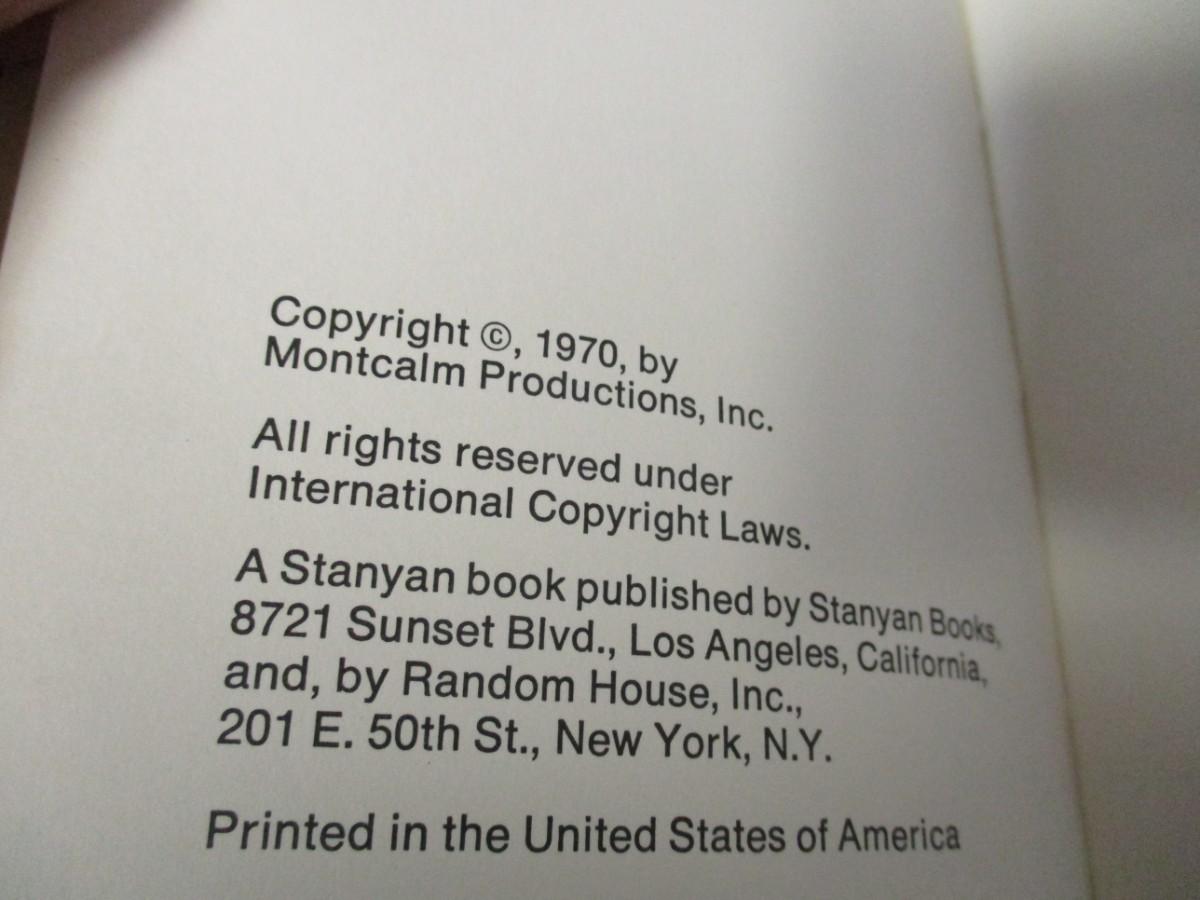 Copyright ©, 1970, by
Montcalm Productions, Inc.
All rights reserved under
International Copyright Laws.
A Stanyan book published by Stanyan Books,
8721 Sunset Blvd., Los Angeles, California,
and, by Random House, Inc.,
201 E. 50th St., New York, N.Y.
Printed in the United States of America